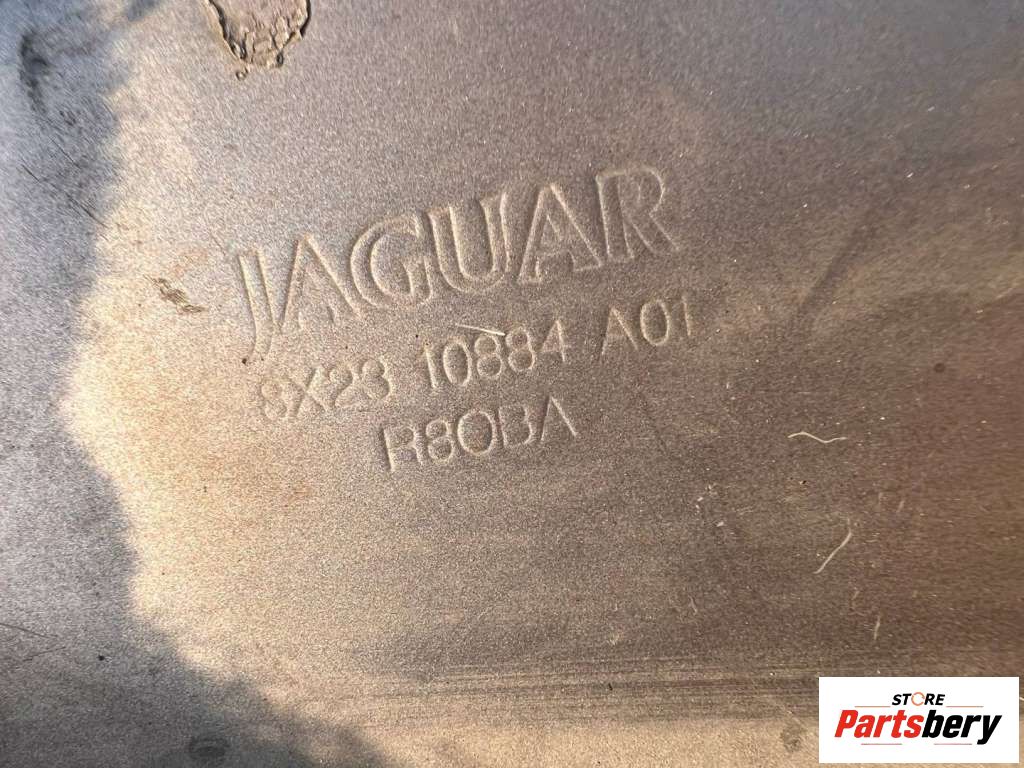 JAGUAR
8X23 10884 A01
R8OBA
STORE
Partsbery